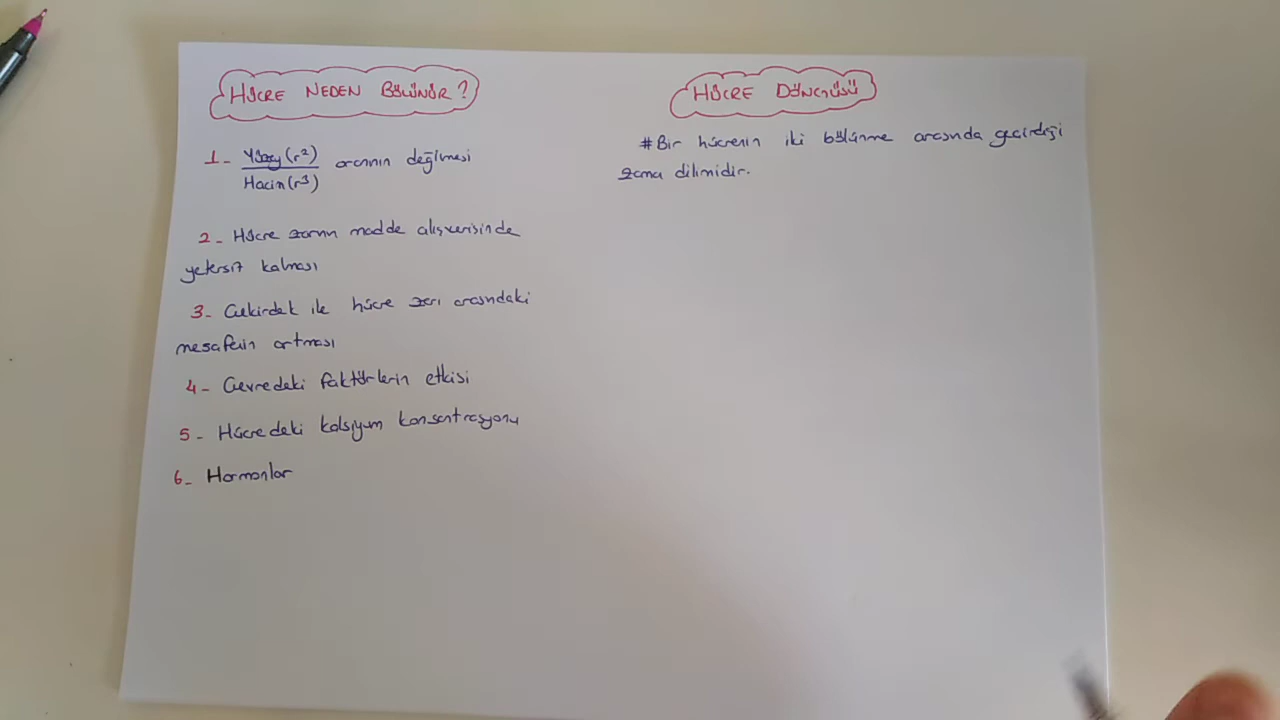 HÜCRE NEDEN BÖLÜNÜR?
1- Yüzey (r²) / Hacim (r³) oranının değişmesi
2- Hücre zarının madde alışverişinde
yetersiz kalması
3- Çekirdek ile hücre zarı arasındaki
mesafenin artması
4- Çevredeki faktörlerin etkisi
5- Hücredeki kalsiyum konsantrasyonu
6- Hormonlar
HÜCRE DÖNGÜSÜ
#Bir hücrenin iki bölünme arasında geçirdiği
zama dilimidir.